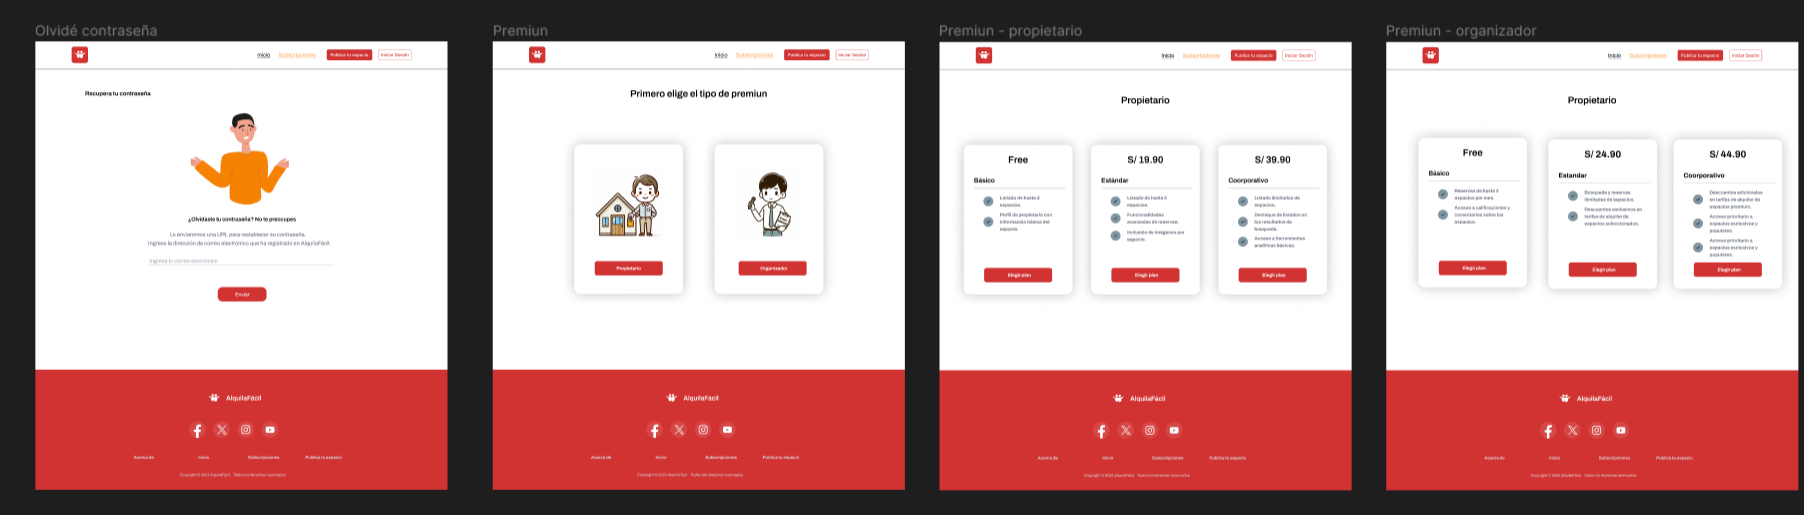 Olvidé contraseña
Inicio Subscripciones Publica tu espacio Iniciar Sesión
Recupera tu contraseña
¿Olvidaste tu contraseña? No te preocupes
Le enviaremos una URL para restablecer su contraseña.
Ingrese la dirección de correo electrónico que ha registrado en AlquilaFácil.
Ingresa tu correo electrónico
Enviar
AlquilaFácil
Acerca de Inicio Subscripciones Publica tu espacio
Copyright © 2024 AlquilaFácil. Todos los derechos reservados
Premiun
Inicio Subscripciones Publica tu espacio Iniciar Sesión
Primero elige el tipo de premiun
Propietario
Organizador
AlquilaFácil
Acerca de Inicio Subscripciones Publica tu espacio
Copyright © 2024 AlquilaFácil. Todos los derechos reservados
Premiun - propietario
Inicio Subscripciones Publica tu espacio Iniciar Sesión
Propietario
Free
Básico
Listado de hasta 2
espacios.
Perfil de propietario con
información básica del
espacio.
Elegir plan
S/ 19.90
Estándar
Listado de hasta 5
espacios.
Funcionalidades
avanzadas de reservas.
Inclusión de imágenes por
espacio.
Elegir plan
S/ 39.90
Coorporativo
Listado ilimitados de
espacios.
Destaque de listados en
los resultados de
busqueda.
Acceso a herramientas
analíticas básicas.
Elegir plan
AlquilaFácil
Acerca de Inicio Subscripciones Publica tu espacio
Copyright © 2024 AlquilaFácil. Todos los derechos reservados
Premiun - organizador
Inicio Subscripciones Publica tu espacio Iniciar Sesión
Propietario
Free
Básico
Reservas de hasta 3
espacios por mes.
Acceso a calificaciones y
comentarios sobre los
espacios.
Elegir plan
S/ 24.90
Estandar
Búsqueda y reservas
ilimitadas de espacios.
Descuentos exclusivos en
tarifas de alquiler de
espacios seleccionados.
Elegir plan
S/ 44.90
Coorporativo
Descuentos adicionales
en tarifas de alquiler de
espacios premium.
Acceso prioritario a
espacios exclusivos y
populares.
Acceso prioritario a
espacios exclusivos y
populares.
Elegir plan
AlquilaFácil
Acerca de Inicio Subscripciones Publica tu espacio
Copyright © 2024 AlquilaFácil. Todos los derechos reservados